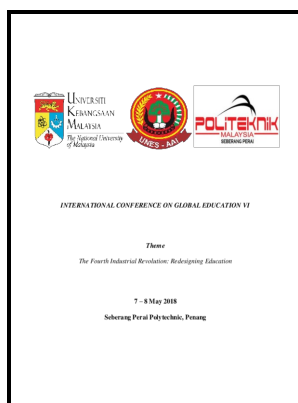 UNIVERSITI
KEBANGSAAN
MALAYSIA
The National University
of Malaysia
UNES - AAI
POLITEKNIK
MALAYSIA
SEBERANG PERAI
INTERNATIONAL CONFERENCE ON GLOBAL EDUCATION VI
Theme
The Fourth Industrial Revolution: Redesigning Education
7 – 8 May 2018
Seberang Perai Polytechnic, Penang